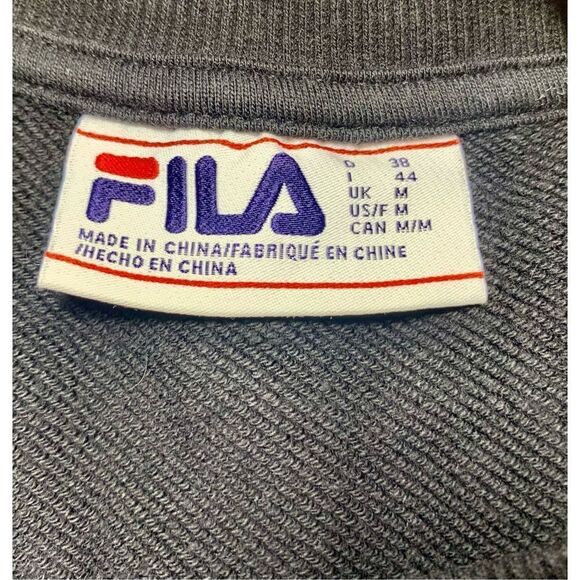 FILA
D 38
I 44
UK M
US/F M
CAN M/M
MADE IN CHINA/FABRIQUÉ EN CHINE
/HECHO EN CHINA